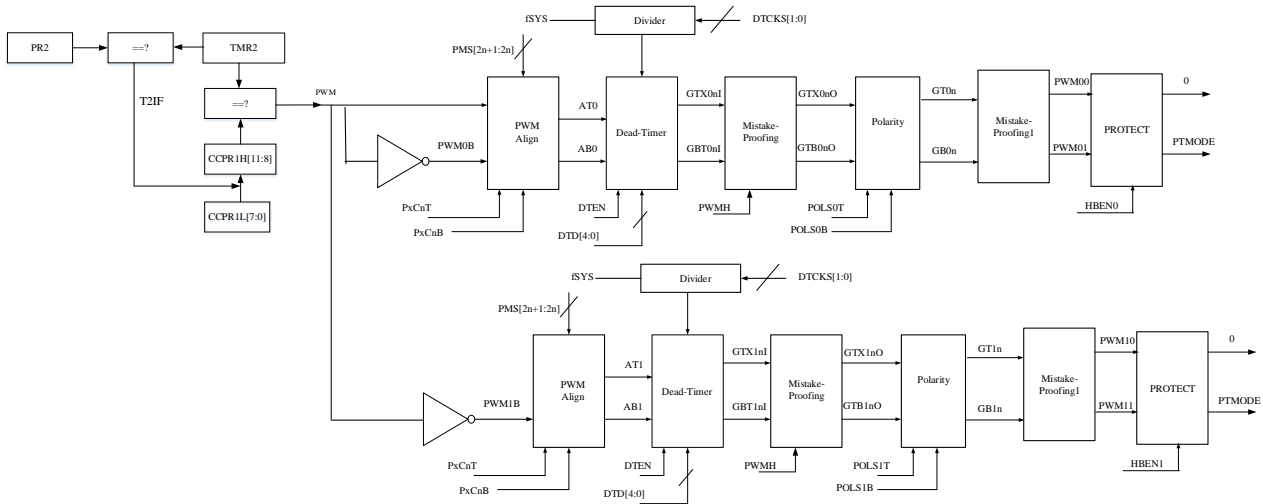 fSYS
Divider
DTCKS[1:0]
PR2
==?
TMR2
PMS[2n+1:2n]
T2IF
==?
PWM
CCPR1H[11:8]
CCPR1L[7:0]
PWM0B
PWM
Align
AT0
AB0
Dead-Timer
GTX0nI
GBT0nI
Mistake-
Proofing
GTX0nO
GTB0nO
Polarity
GT0n
GB0n
Mistake-
Proofing1
PWM00
PWM01
PROTECT
0
PTMODE
PxCnT
PxCnB
DTEN
DTD[4:0]
PWMH
POLS0T
POLS0B
HBEN0
fSYS
Divider
DTCKS[1:0]
PMS[2n+1:2n]
PWM1B
PWM
Align
AT1
AB1
Dead-Timer
GTX1nI
GBT1nI
Mistake-
Proofing
GTX1nO
GTB1nO
Polarity
GT1n
GB1n
Mistake-
Proofing1
PWM10
PWM11
PROTECT
0
PTMODE
PxCnT
PxCnB
DTEN
DTD[4:0]
PWMH
POLS1T
POLS1B
HBEN1